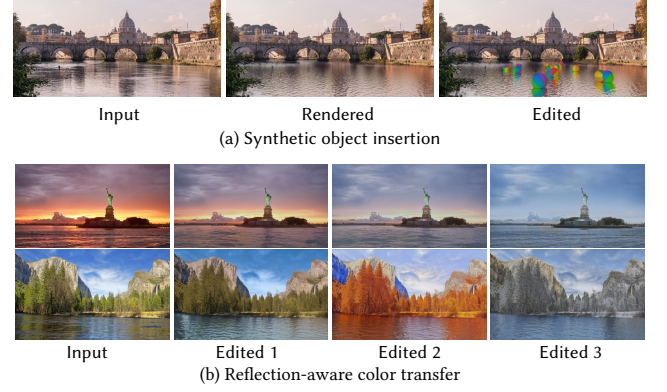 Input Rendered Edited
(a) Synthetic object insertion
Input Edited 1 Edited 2 Edited 3
(b) Reflection-aware color transfer